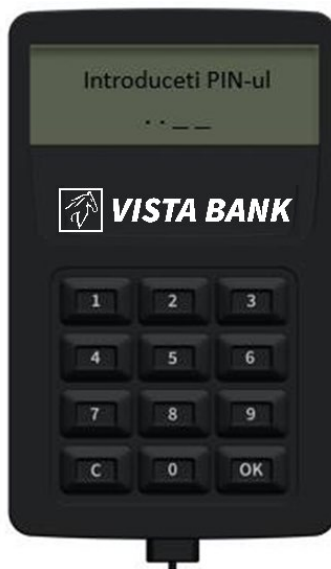 Introduceti PIN-ul
. . _ _
VISTA BANK
1 2 3
4 5 6
7 8 9
C 0 OK